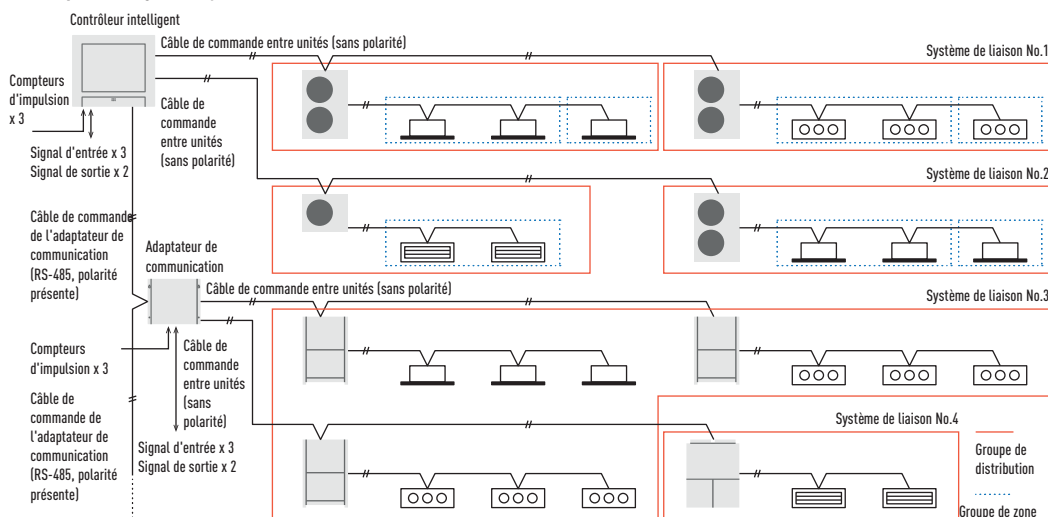 Contrôleur intelligent
Câble de commande entre unités (sans polarité)
Système de liaison No.1
Compteurs
d'impulsion
x 3
Câble de
commande
entre unités
(sans polarité)
Signal d'entrée x 3
Signal de sortie x 2
Système de liaison No.2
Câble de commande
de l'adaptateur de
communication
(RS-485, polarité
présente)
Adaptateur de
communication
Câble de commande entre unités (sans polarité)
Système de liaison No.3
Compteurs
d'impulsion x 3
Câble de
commande
entre unités
(sans
polarité)
Câble de
commande de
l'adaptateur de
communication
(RS-485, polarité
présente)
Signal d'entrée x 3
Signal de sortie x 2
Système de liaison No.4
Groupe de
distribution
Groupe de zone